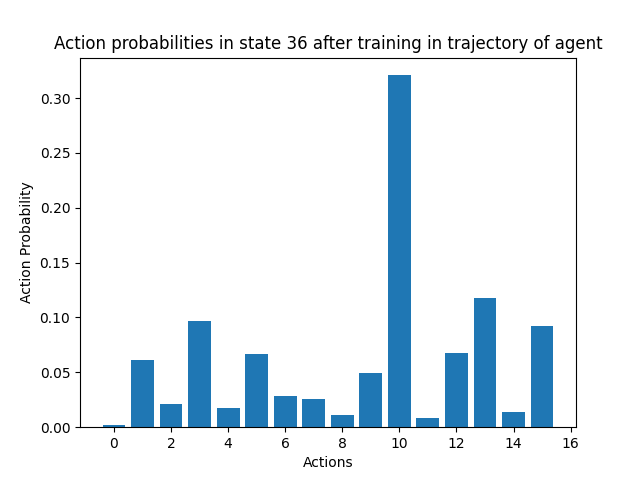 Action probabilities in state 36 after training in trajectory of agent
Action Probability
0.30
0.25
0.20
0.15
0.10
0.05
0.00
0 2 4 6 8 10 12 14 16
Actions